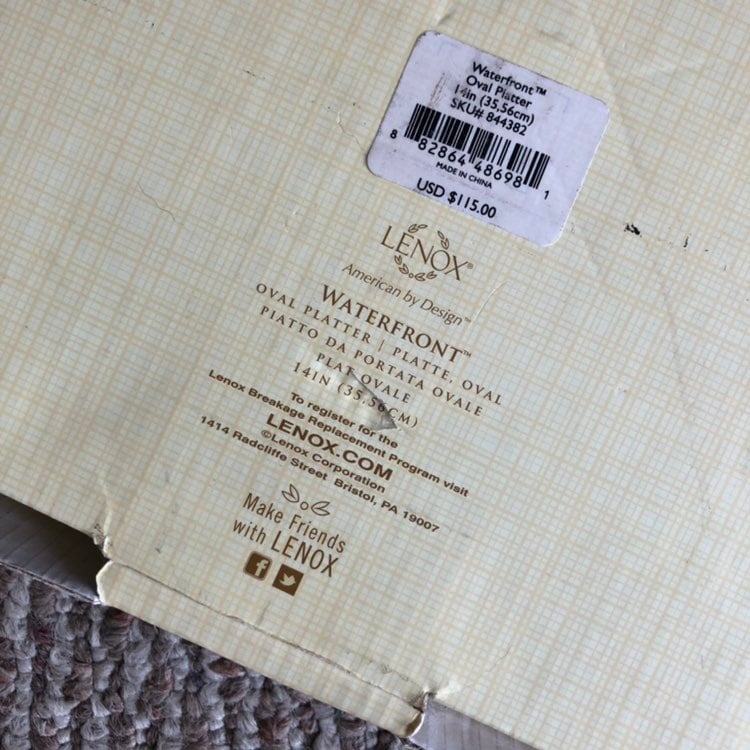 Waterfront™
Oval Platter
14in (35,56cm)
SKU# 844382
8 82864 48698 1
MADE IN CHINA
USD $115.00
LENOX®
American by Design™
WATERFRONT™
OVAL PLATTER | PLATTE, OVAL
PIATTO DA PORTATA OVALE
PLAT OVALE
14IN (35,56CM)
To register for the
Lenox Breakage Replacement Program visit
LENOX.COM
©Lenox Corporation
1414 Radcliffe Street Bristol, PA 19007
Make Friends
with LENOX
f